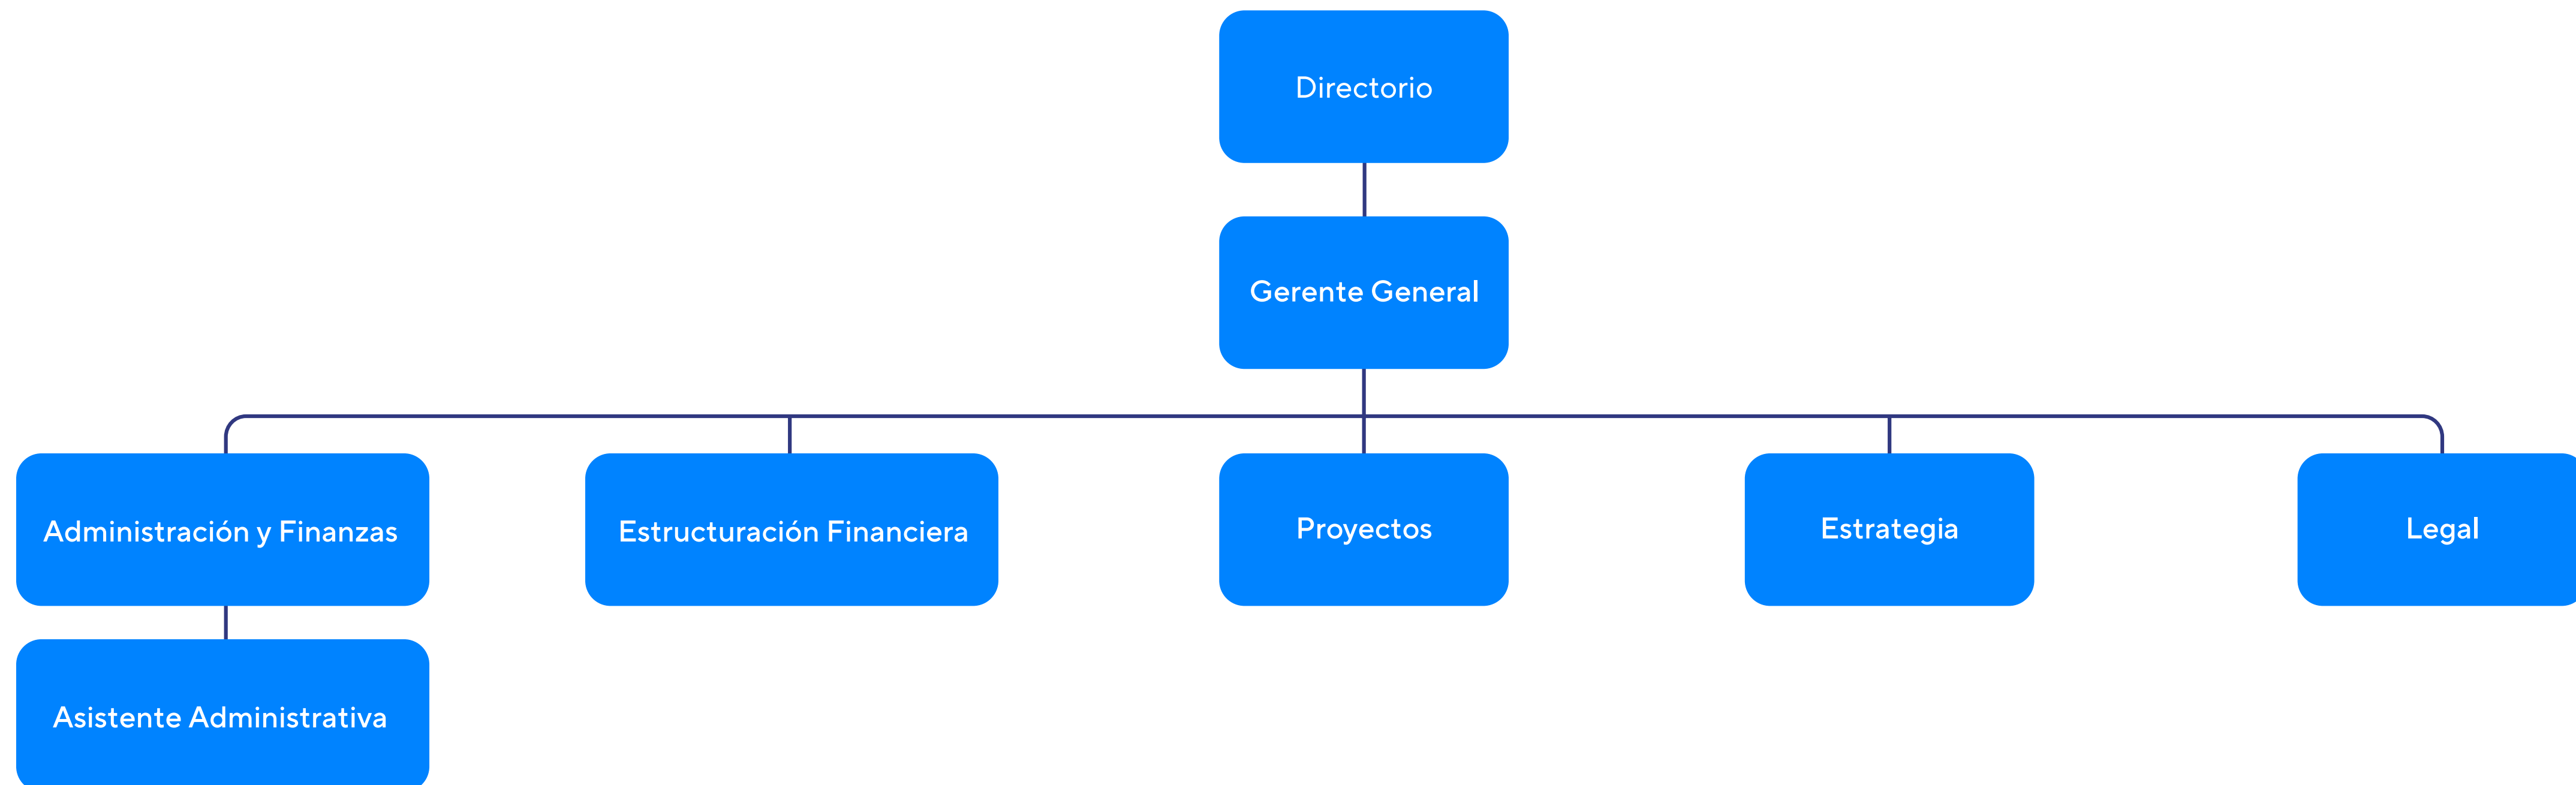 Directorio
Gerente General
Administración y Finanzas
Estructuración Financiera
Proyectos
Estrategia
Legal
Asistente Administrativa